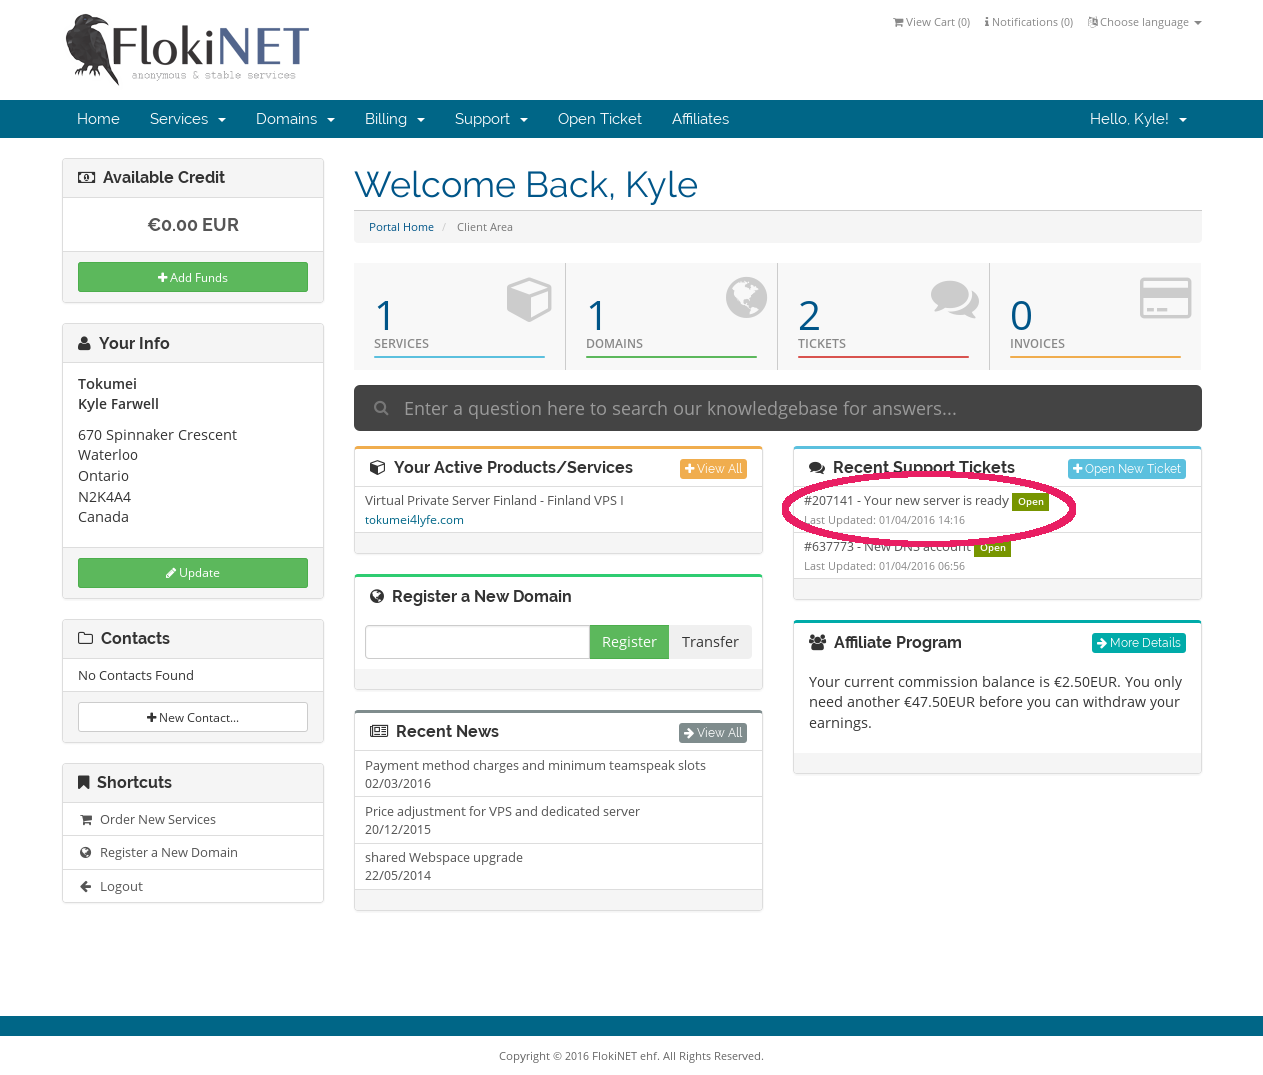 FlokiNET
anonymous & stable services
View Cart (0) Notifications (0) Choose language
Home Services Domains Billing Support Open Ticket Affiliates Hello, Kyle!
Available Credit
€0.00 EUR
Add Funds
Your Info
Tokumei
Kyle Farwell
670 Spinnaker Crescent
Waterloo
Ontario
N2K4A4
Canada
Update
Contacts
No Contacts Found
New Contact...
Shortcuts
Order New Services
Register a New Domain
Logout
Welcome Back, Kyle
Portal Home / Client Area
1
SERVICES
1
DOMAINS
2
TICKETS
0
INVOICES
Enter a question here to search our knowledgebase for answers...
Your Active Products/Services View All
Virtual Private Server Finland - Finland VPS I
tokumei4lyfe.com
Register a New Domain
Register Transfer
Recent News View All
Payment method charges and minimum teamspeak slots
02/03/2016
Price adjustment for VPS and dedicated server
20/12/2015
shared Webspace upgrade
22/05/2014
Recent Support Tickets Open New Ticket
#207141 - Your new server is ready Open
Last Updated: 01/04/2016 14:16
#637773 - New DNS account Open
Last Updated: 01/04/2016 06:56
Affiliate Program More Details
Your current commission balance is €2.50EUR. You only
need another €47.50EUR before you can withdraw your
earnings.
Copyright © 2016 FlokiNET ehf. All Rights Reserved.